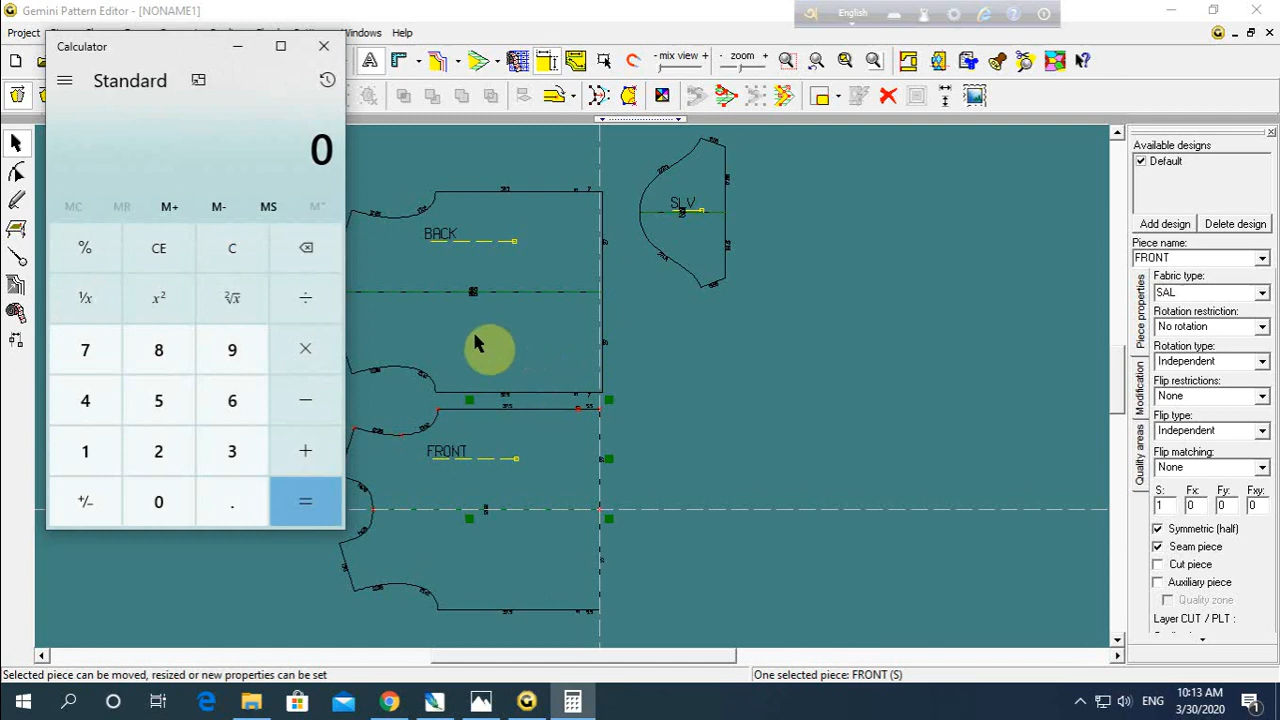 Gemini Pattern Editor - [NONAME1]
English
Project
Windows
Help
Calculator
mix view
zoom
Standard
0
MC
MR
M+
M-
MS
%
CE
C
¹/x
x²
²√x
÷
7
8
9
×
4
5
6
−
1
2
3
+
+/-
0
.
=
BACK
FRONT
SLV
Available designs
Default
Add design
Delete design
Piece name:
FRONT
Fabric type:
SAL
Rotation restriction:
No rotation
Rotation type:
Independent
Flip restrictions:
None
Flip type:
Independent
Flip matching:
None
S:
Fx:
Fy:
Fxy:
1
0
0
0
Symmetric (half)
Seam piece
Cut piece
Auxiliary piece
Quality zone
Layer CUT / PLT :
Piece properties
Modification
Quality areas
Selected piece can be moved, resized or new properties can be set
One selected piece: FRONT (S)
ENG
10:13 AM
3/30/2020